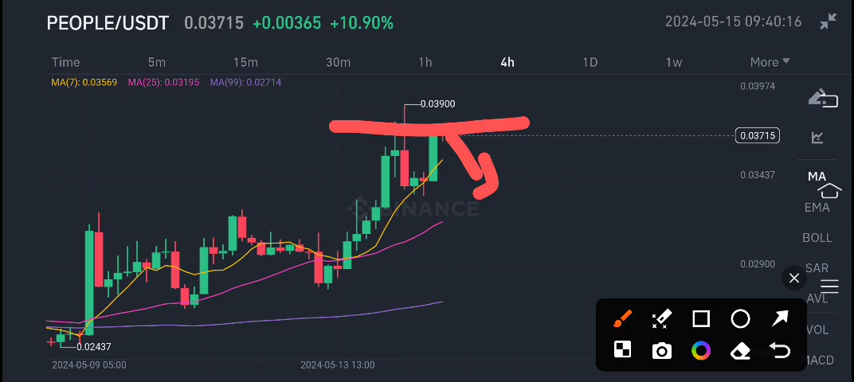 PEOPLE/USDT 0.03715 +0.00365 +10.90% 2024-05-15 09:40:16
Time 5m 15m 30m 1h 4h 1D 1w More
MA(7): 0.03569 MA(25): 0.03195 MA(99): 0.02714
0.03974
0.03900
0.03715
0.03437
MA
BINANCE
EMA
BOLL
0.02900
SAR
AVL
VOL
0.02437
MACD
2024-05-09 05:00 2024-05-13 13:00